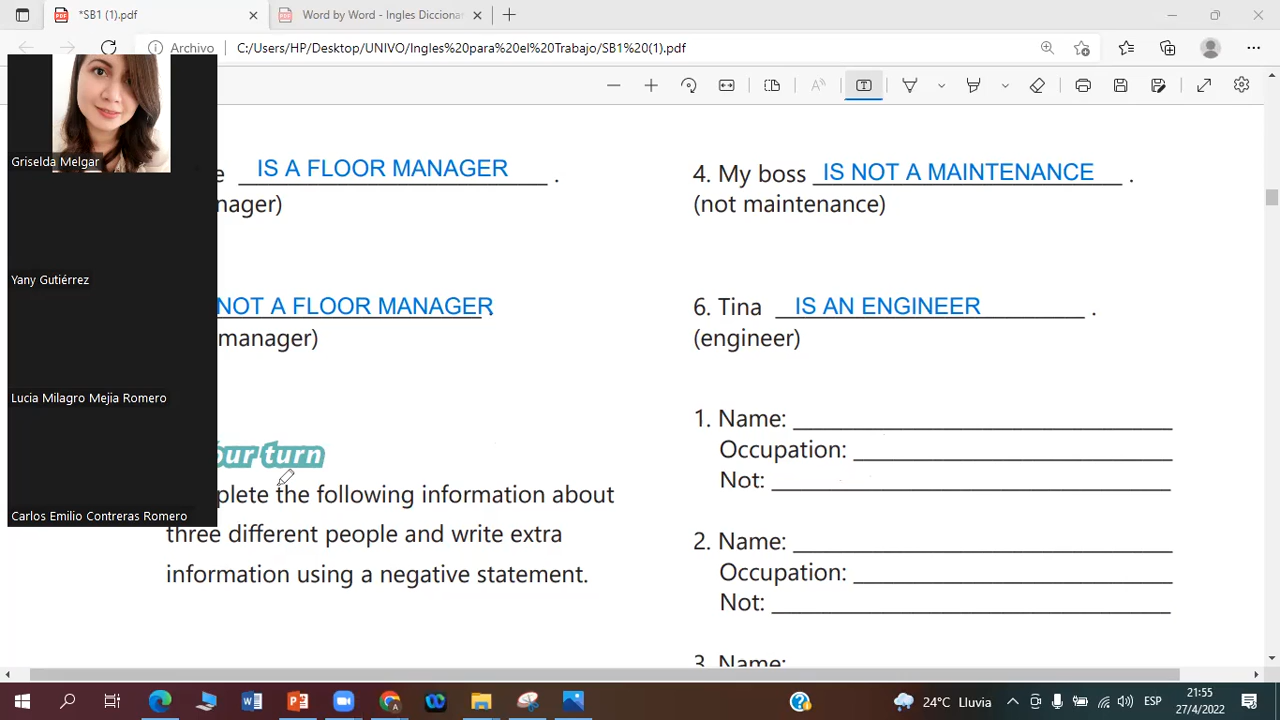 *SB1 (1).pdf
Word by Word - Ingles Dicciona
Archivo
C:/Users/HP/Desktop/UNIVO/Ingles%20para%20el%20Trabajo/SB1%20(1).pdf
Griselda Melgar
Yany Gutiérrez
Lucia Milagro Mejia Romero
Carlos Emilio Contreras Romero
e IS A FLOOR MANAGER .
nager)
NOT A FLOOR MANAGER .
manager)
our turn
plete the following information about
three different people and write extra
information using a negative statement.
4. My boss IS NOT A MAINTENANCE .
(not maintenance)
6. Tina IS AN ENGINEER .
(engineer)
1. Name:
Occupation:
Not:
2. Name:
Occupation:
Not:
3. Name:
24°C Lluvia
ESP
21:55
27/4/2022